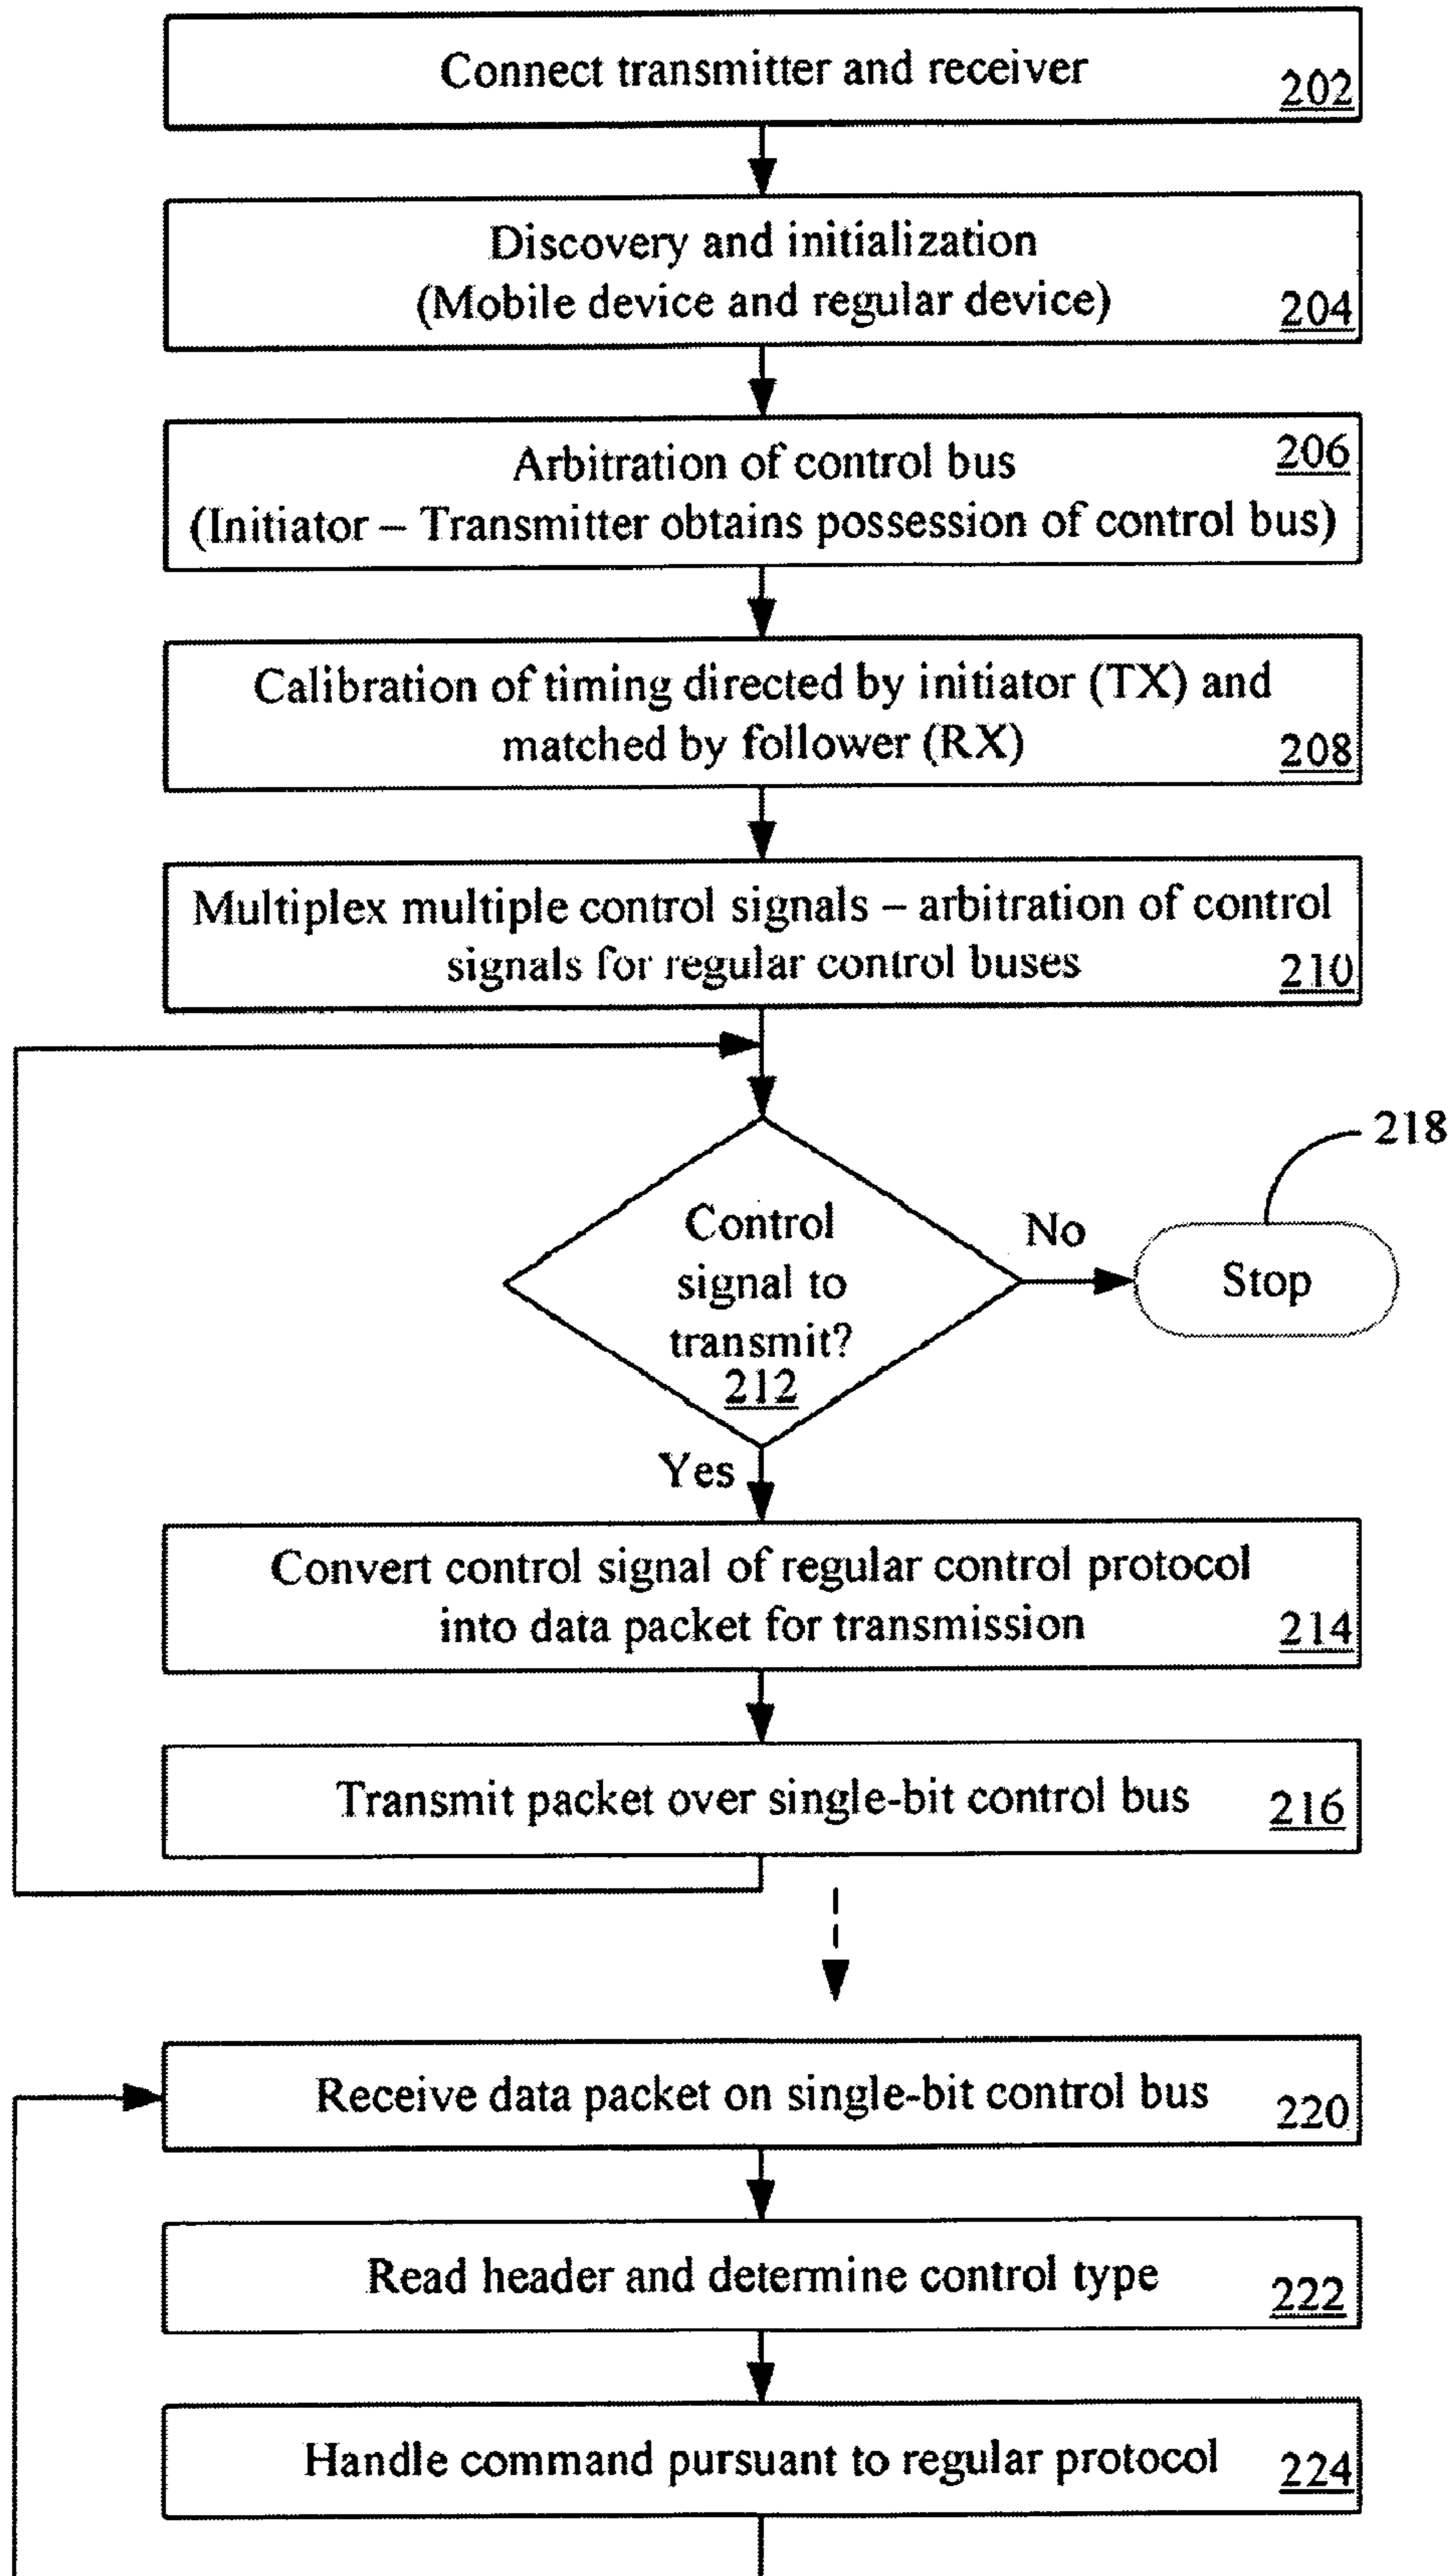 Connect transmitter and receiver
202
Discovery and initialization
(Mobile device and regular device)
204
Arbitration of control bus
206
(Initiator – Transmitter obtains possession of control bus)
Calibration of timing directed by initiator (TX) and
matched by follower (RX)
208
Multiplex multiple control signals – arbitration of control
signals for regular control buses
210
218
Control
signal to
transmit?
212
No
Stop
Yes
Convert control signal of regular control protocol
into data packet for transmission
214
Transmit packet over single-bit control bus
216
Receive data packet on single-bit control bus
220
Read header and determine control type
222
Handle command pursuant to regular protocol
224